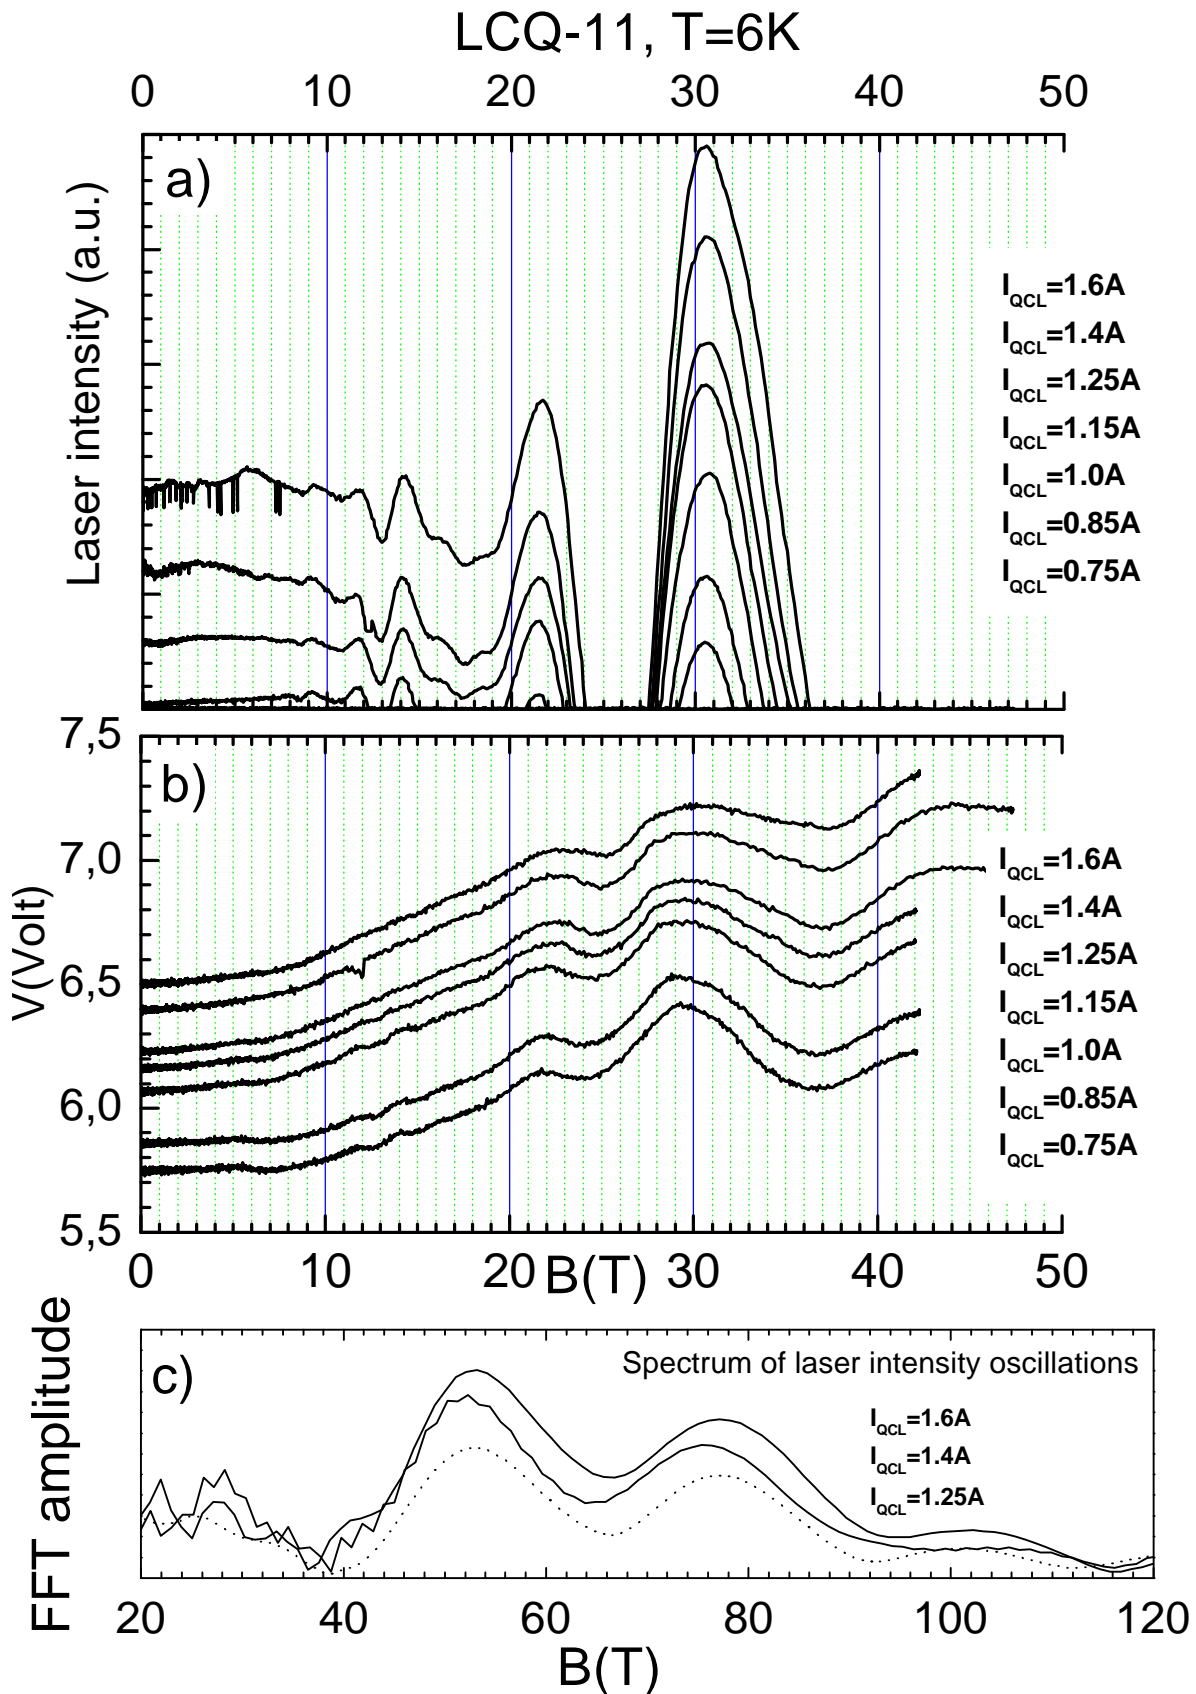 LCQ-11, T=6K
0 10 20 30 40 50
a)
Laser intensity (a.u.)
I_QCL=1.6A
I_QCL=1.4A
I_QCL=1.25A
I_QCL=1.15A
I_QCL=1.0A
I_QCL=0.85A
I_QCL=0.75A
7,5
7,0
6,5
6,0
5,5
V(Volt)
b)
I_QCL=1.6A
I_QCL=1.4A
I_QCL=1.25A
I_QCL=1.15A
I_QCL=1.0A
I_QCL=0.85A
I_QCL=0.75A
0 10 20 30 40 50
B(T)
FFT amplitude
c)
Spectrum of laser intensity oscillations
I_QCL=1.6A
I_QCL=1.4A
I_QCL=1.25A
20 40 60 80 100 120
B(T)